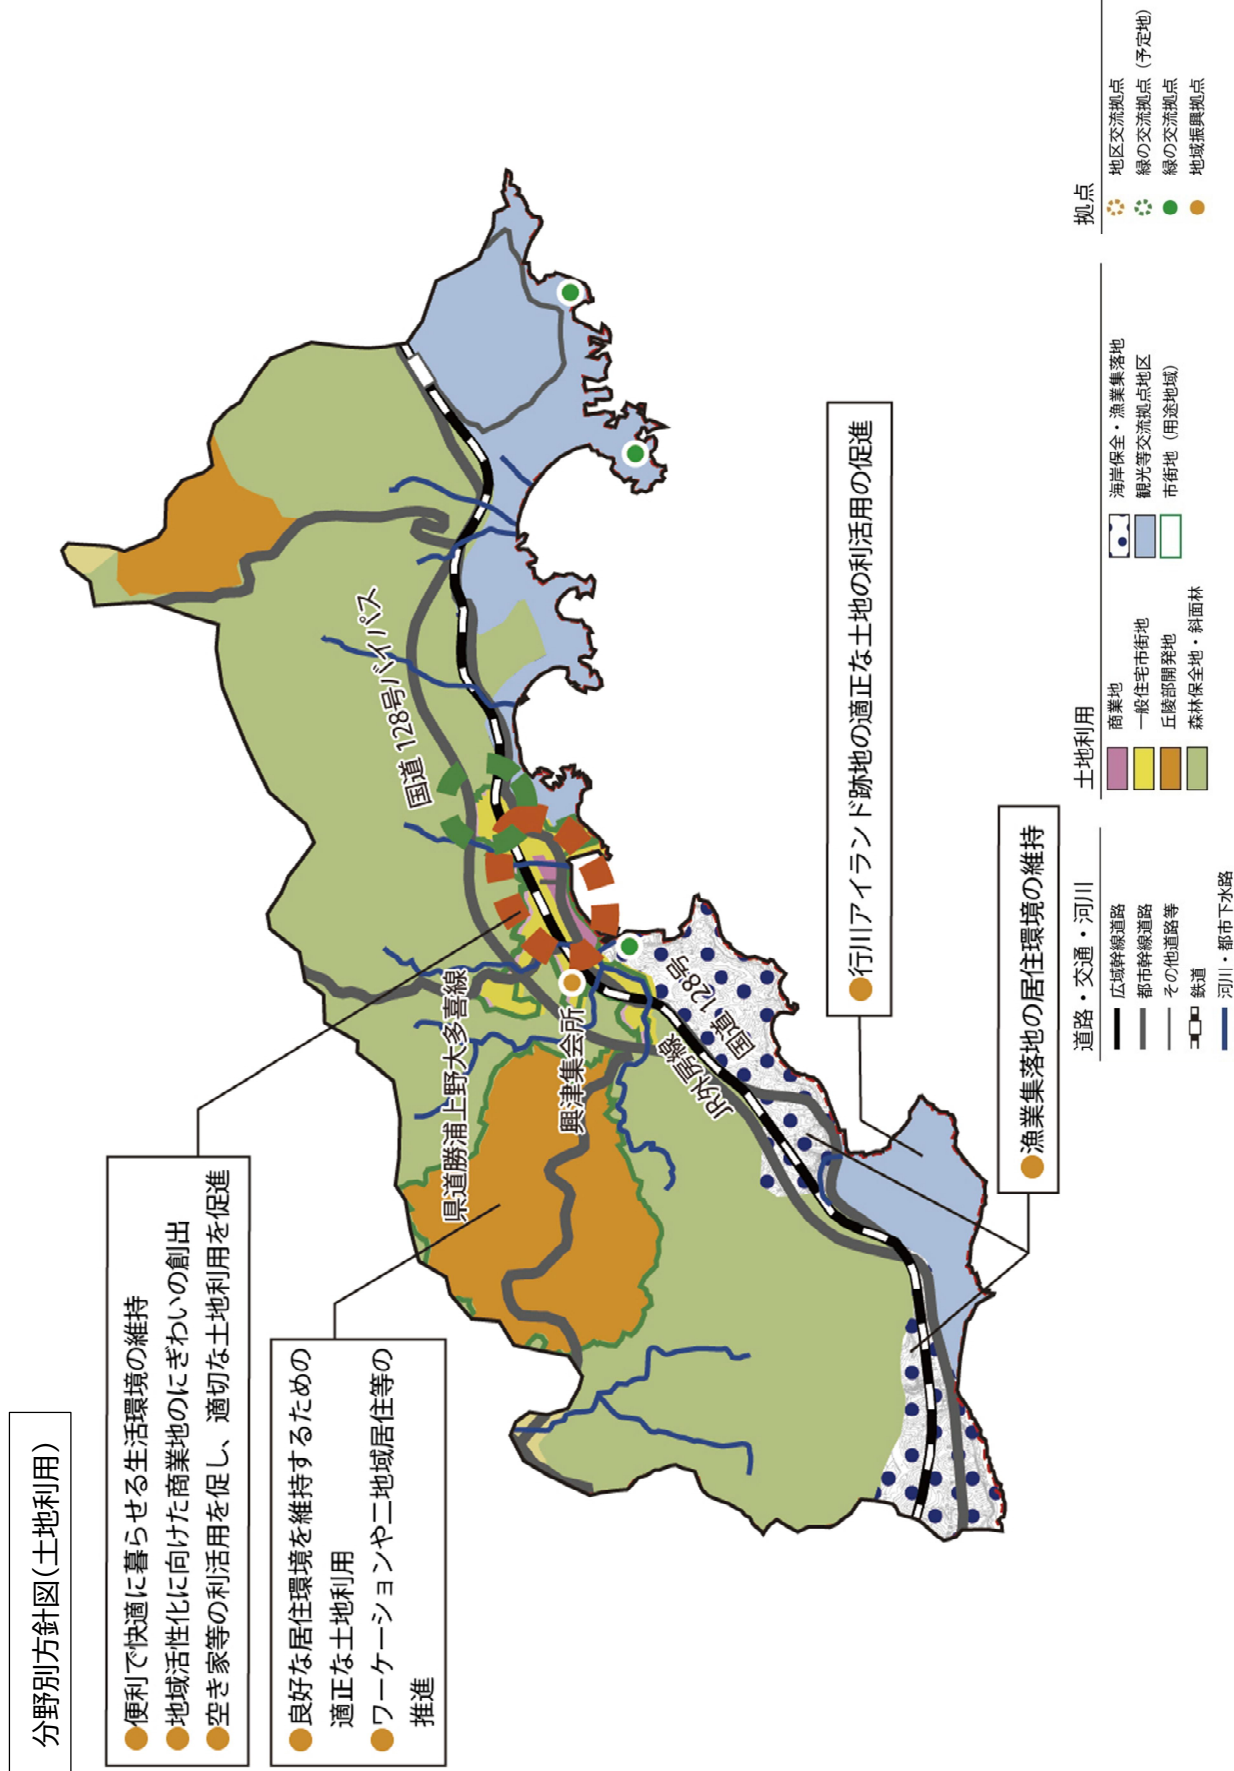 分野別方針図(土地利用)
●便利で快適に暮らせる生活環境の維持
●地域活性化に向けた商業地のにぎわいの創出
●空き家等の利活用を促し、適切な土地利用を促進
●良好な居住環境を維持するための
適正な土地利用
●ワーケーションや二地域居住等の
推進
国道128号バイパス
県道勝浦上野大多喜線
興津集会所
JR外房線
国道128号
●行川アイランド跡地の適正な土地の利活用の促進
●漁業集落地の居住環境の維持
道路・交通・河川
広域幹線道路
都市幹線道路
その他道路等
鉄道
河川・都市下水路
土地利用
商業地
一般住宅市街地
丘陵部開発地
森林保全地・斜面林
海岸保全・漁業集落地
観光等交流拠点地区
市街地（用途地域）
拠点
地区交流拠点
緑の交流拠点（予定地）
緑の交流拠点
地域振興拠点